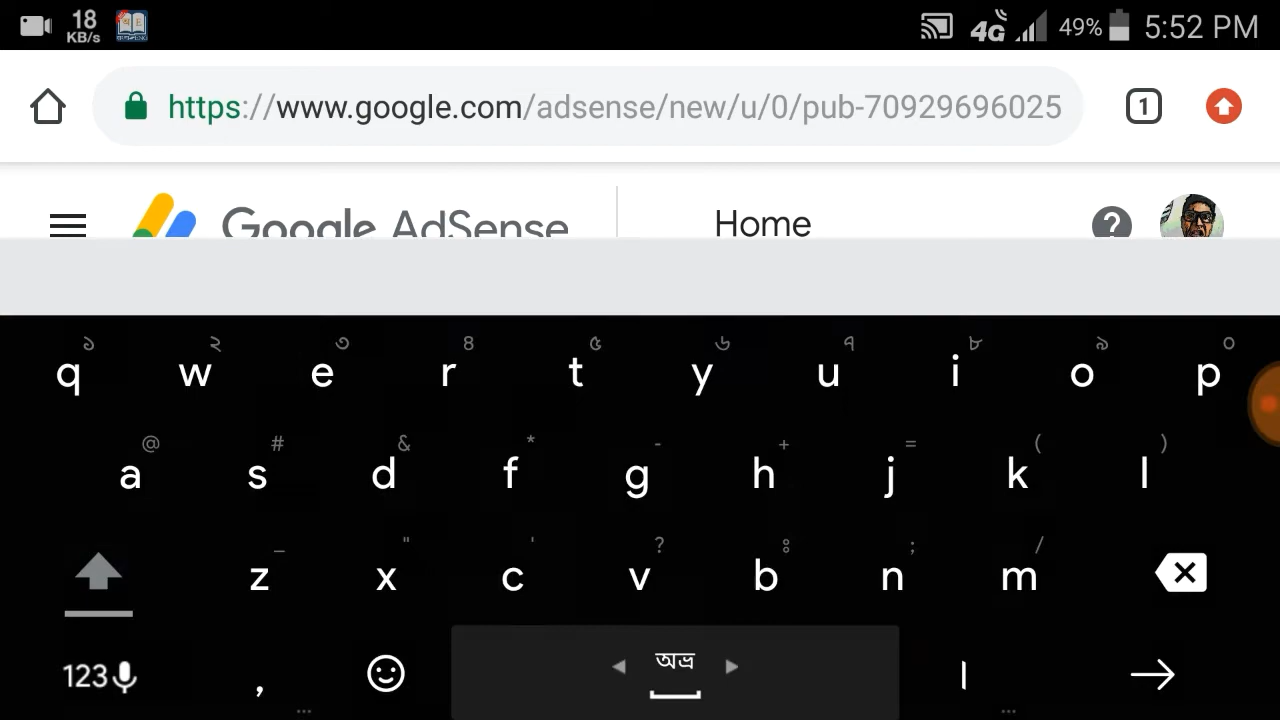 18 4G 49% 5:52 PM
KB/s
https://www.google.com/adsense/new/u/0/pub-70929696025 1
Google AdSense Home ?
১ ২ ৩ ৪ ৫ ৬ ৭ ৮ ৯ ০
q w e r t y u i o p
@ # & * - + = ( )
a s d f g h j k l
_ " ' ? ঃ ; /
z x c v b n m
123 , অভ্র ।